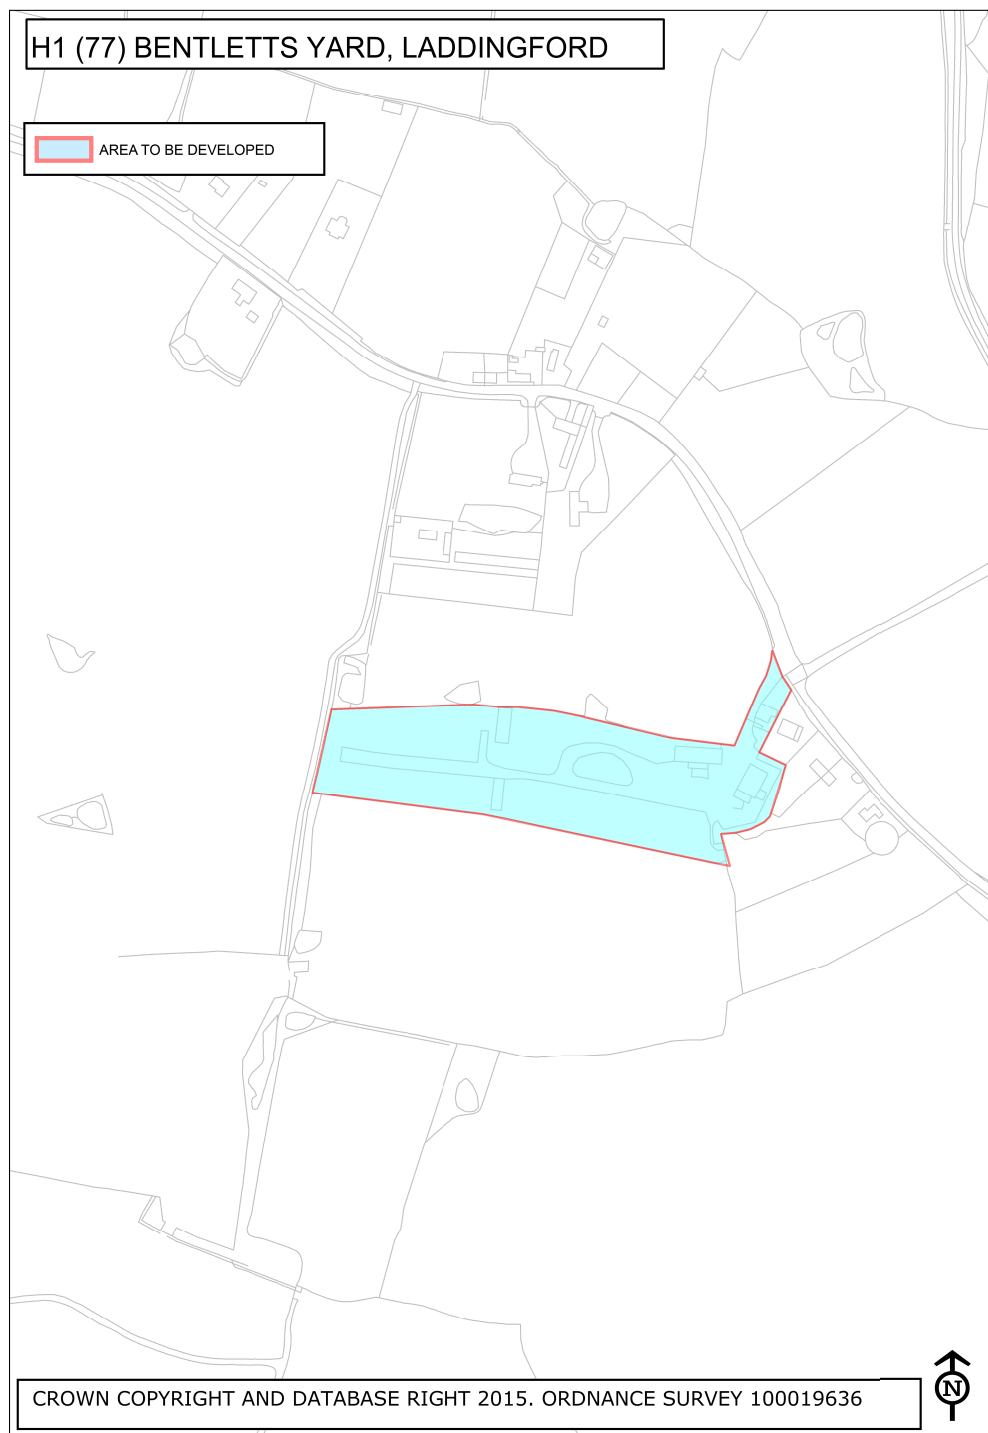 H1 (77) BENTLETTS YARD, LADDINGFORD
AREA TO BE DEVELOPED
CROWN COPYRIGHT AND DATABASE RIGHT 2015. ORDNANCE SURVEY 100019636
N